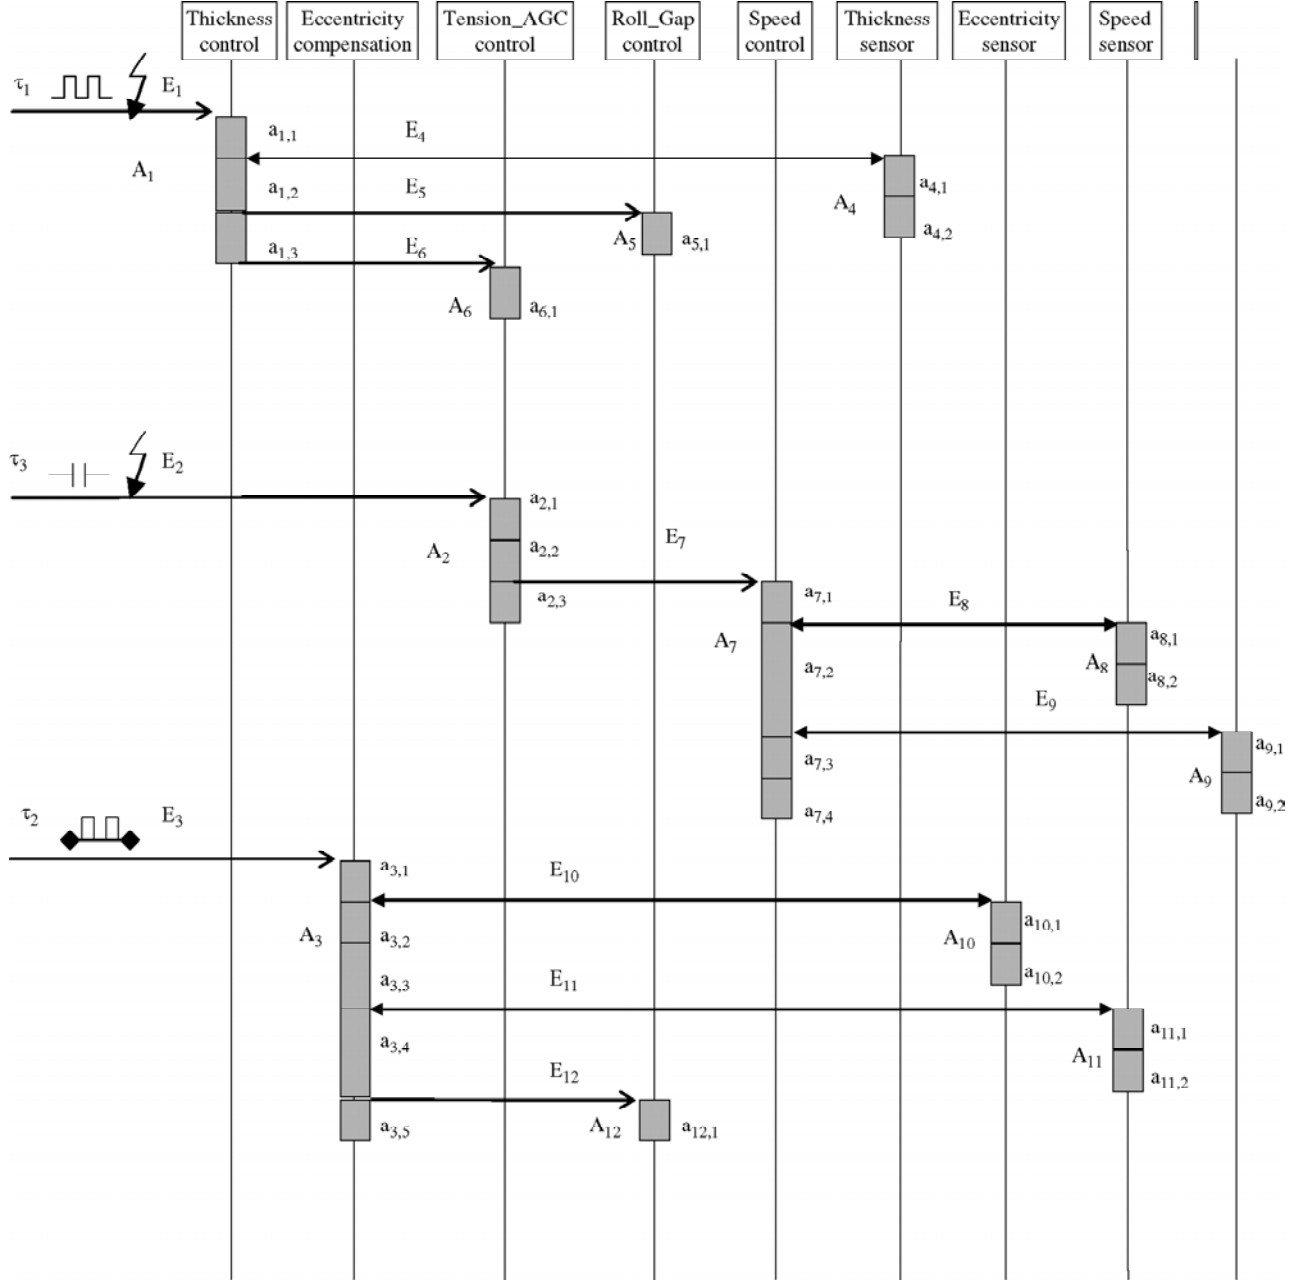 Thickness control
Eccentricity compensation
Tension_AGC control
Roll_Gap control
Speed control
Thickness sensor
Eccentricity sensor
Speed sensor
τ1 E1
a1,1 E4
A1
a1,2 E5
A4 a4,1
a4,2
a1,3 E6
A5 a5,1
A6 a6,1
τ3 E2
a2,1
A2 a2,2
E7
a2,3
a7,1 E8
A7
a8,1
A8 a8,2
a7,2
E9
a9,1
a7,3
A9
a9,2
a7,4
τ2 E3
a3,1 E10
A3 a3,2
A10 a10,1
a10,2
a3,3 E11
a3,4
A11 a11,1
a11,2
E12
a3,5
A12 a12,1